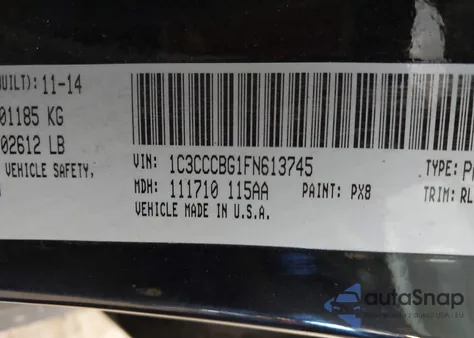 UILT): 11-14
01185 KG
02612 LB
VEHICLE SAFETY,
VIN: 1C3CCCBG1FN613745
TYPE:
MDH: 111710 115AA
PAINT: PX8
TRIM: RL
VEHICLE MADE IN U.S.A.
autoSnap